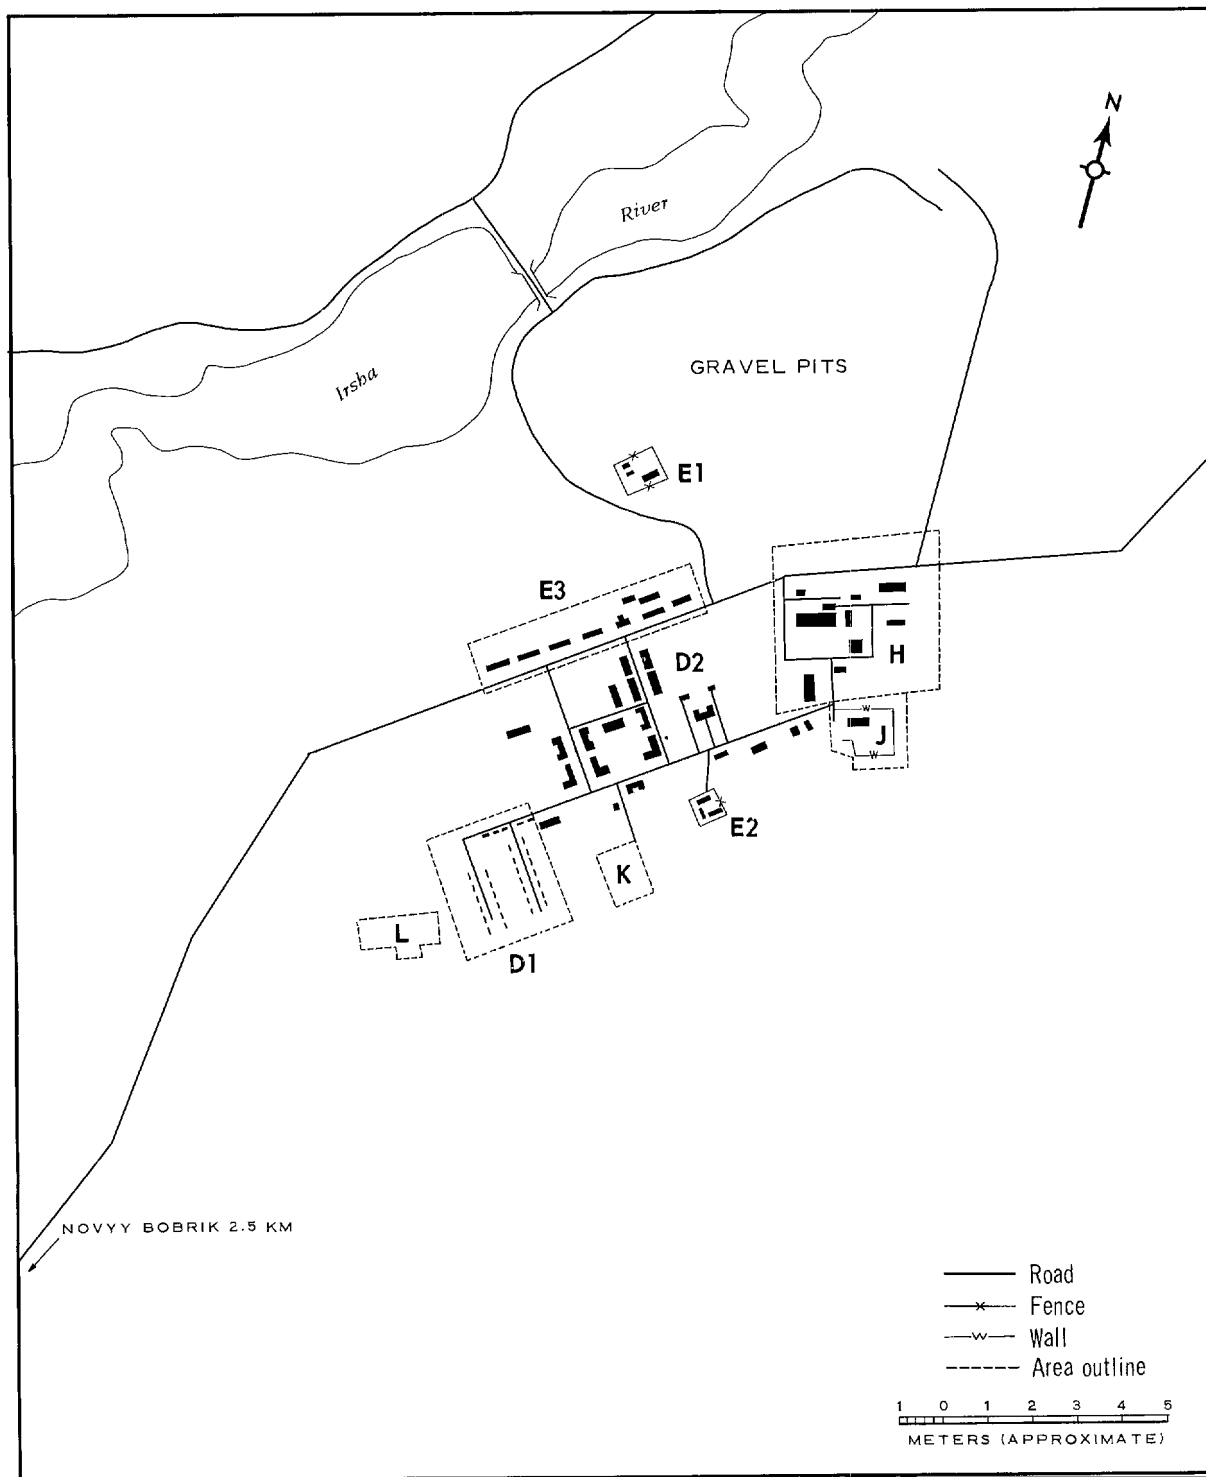 N
River
Irsha
GRAVEL PITS
E1
E3
D2
H
J
E2
K
L
D1
W
W
NOVYY BOBRIK 2.5 KM
Road
Fence
W Wall
Area outline
1 0 1 2 3 4 5
METERS (APPROXIMATE)